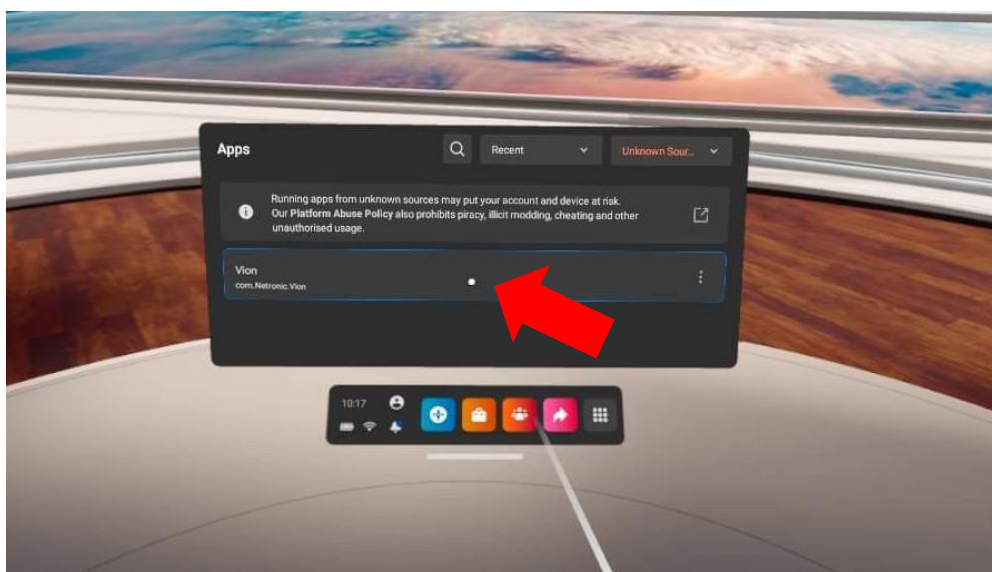 Apps
Recent
Unknown Sour...
Running apps from unknown sources may put your account and device at risk.
Our Platform Abuse Policy also prohibits piracy, illicit modding, cheating and other
unauthorised usage.
Vion
com.Netronic.Vion
10:17